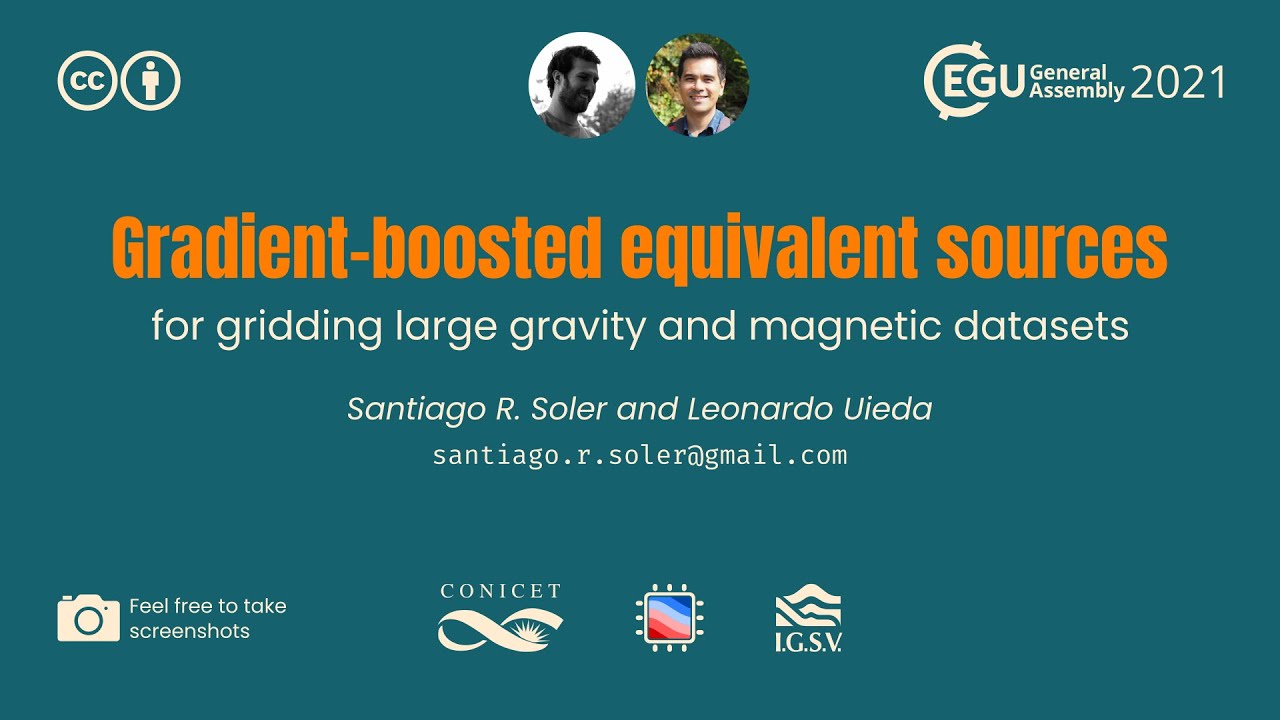 cc
EGU General Assembly 2021
Gradient-boosted equivalent sources
for gridding large gravity and magnetic datasets
Santiago R. Soler and Leonardo Uieda
santiago.r.soler@gmail.com
Feel free to take
screenshots
CONICET
I.G.S.V.